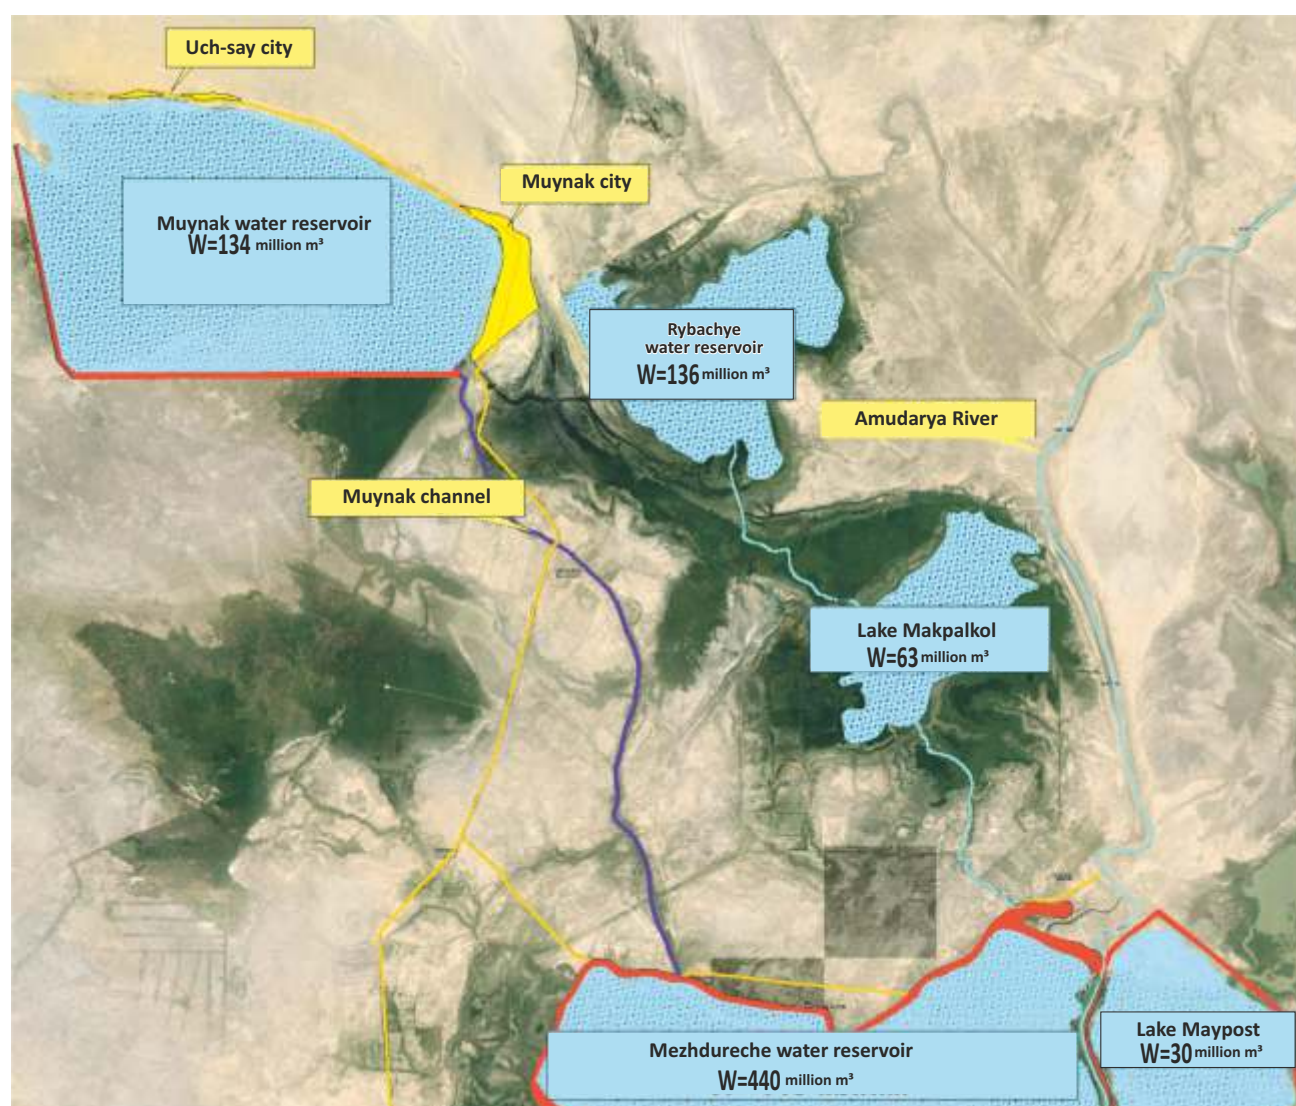 Uch-say city
Muynak city
Muynak water reservoir
W=134 million m³
Rybachye
water reservoir
W=136 million m³
Amudarya River
Muynak channel
Lake Makpalkol
W=63 million m³
Mezhdureche water reservoir
W=440 million m³
Lake Maypost
W=30 million m³